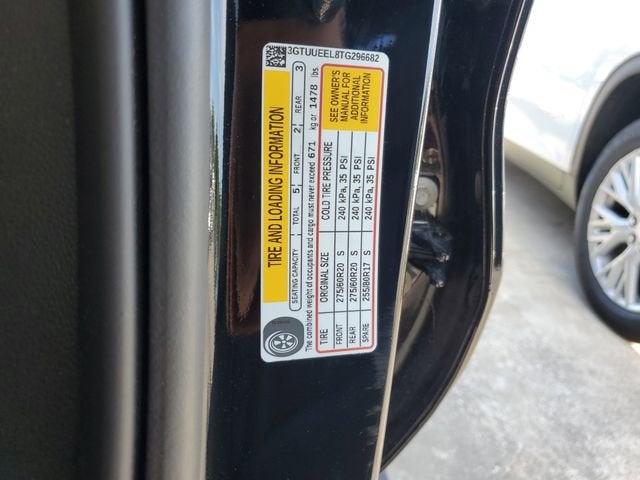 3GTUUEEL8TG296682
TIRE AND LOADING INFORMATION
SEATING CAPACITY TOTAL 5 FRONT 2 REAR 3
The combined weight of occupants and cargo must never exceed 671 kg or 1478 lbs.
TIRE ORIGINAL SIZE COLD TIRE PRESSURE
FRONT 275/60R20 S 240 kPa, 35 PSI
REAR 275/60R20 S 240 kPa, 35 PSI
SPARE 255/80R17 S 240 kPa, 35 PSI
SEE OWNER'S
MANUAL FOR
ADDITIONAL
INFORMATION